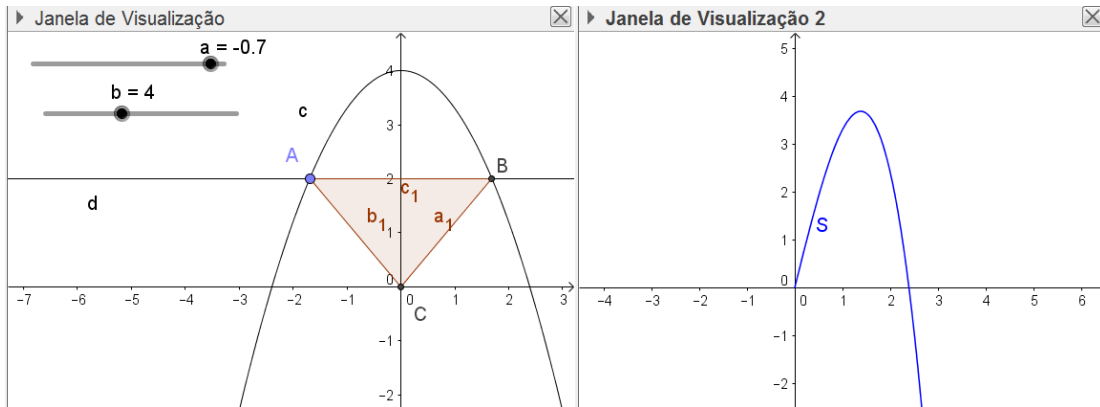 Janela de Visualização
a = -0.7
b = 4
c
A
B
d
c1
b1
a1
C
4
3
2
1
0
-1
-2
-7 -6 -5 -4 -3 -2 -1 0 1 2 3
Janela de Visualização 2
S
5
4
3
2
1
0
-1
-2
-4 -3 -2 -1 0 1 2 3 4 5 6